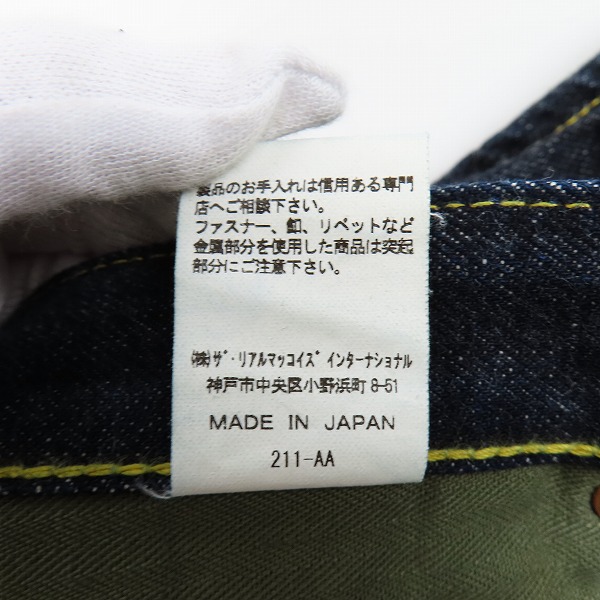 製品のお手入れは信用ある専門
店へご相談下さい。
ファスナー、釦、リベットなど
金属部分を使用した商品は突起
部分にご注意下さい。
㈱ｻﾞ･リアルマッコイｽﾞ インターナショナル
神戸市中央区小野浜町 8-51
MADE IN JAPAN
211-AA